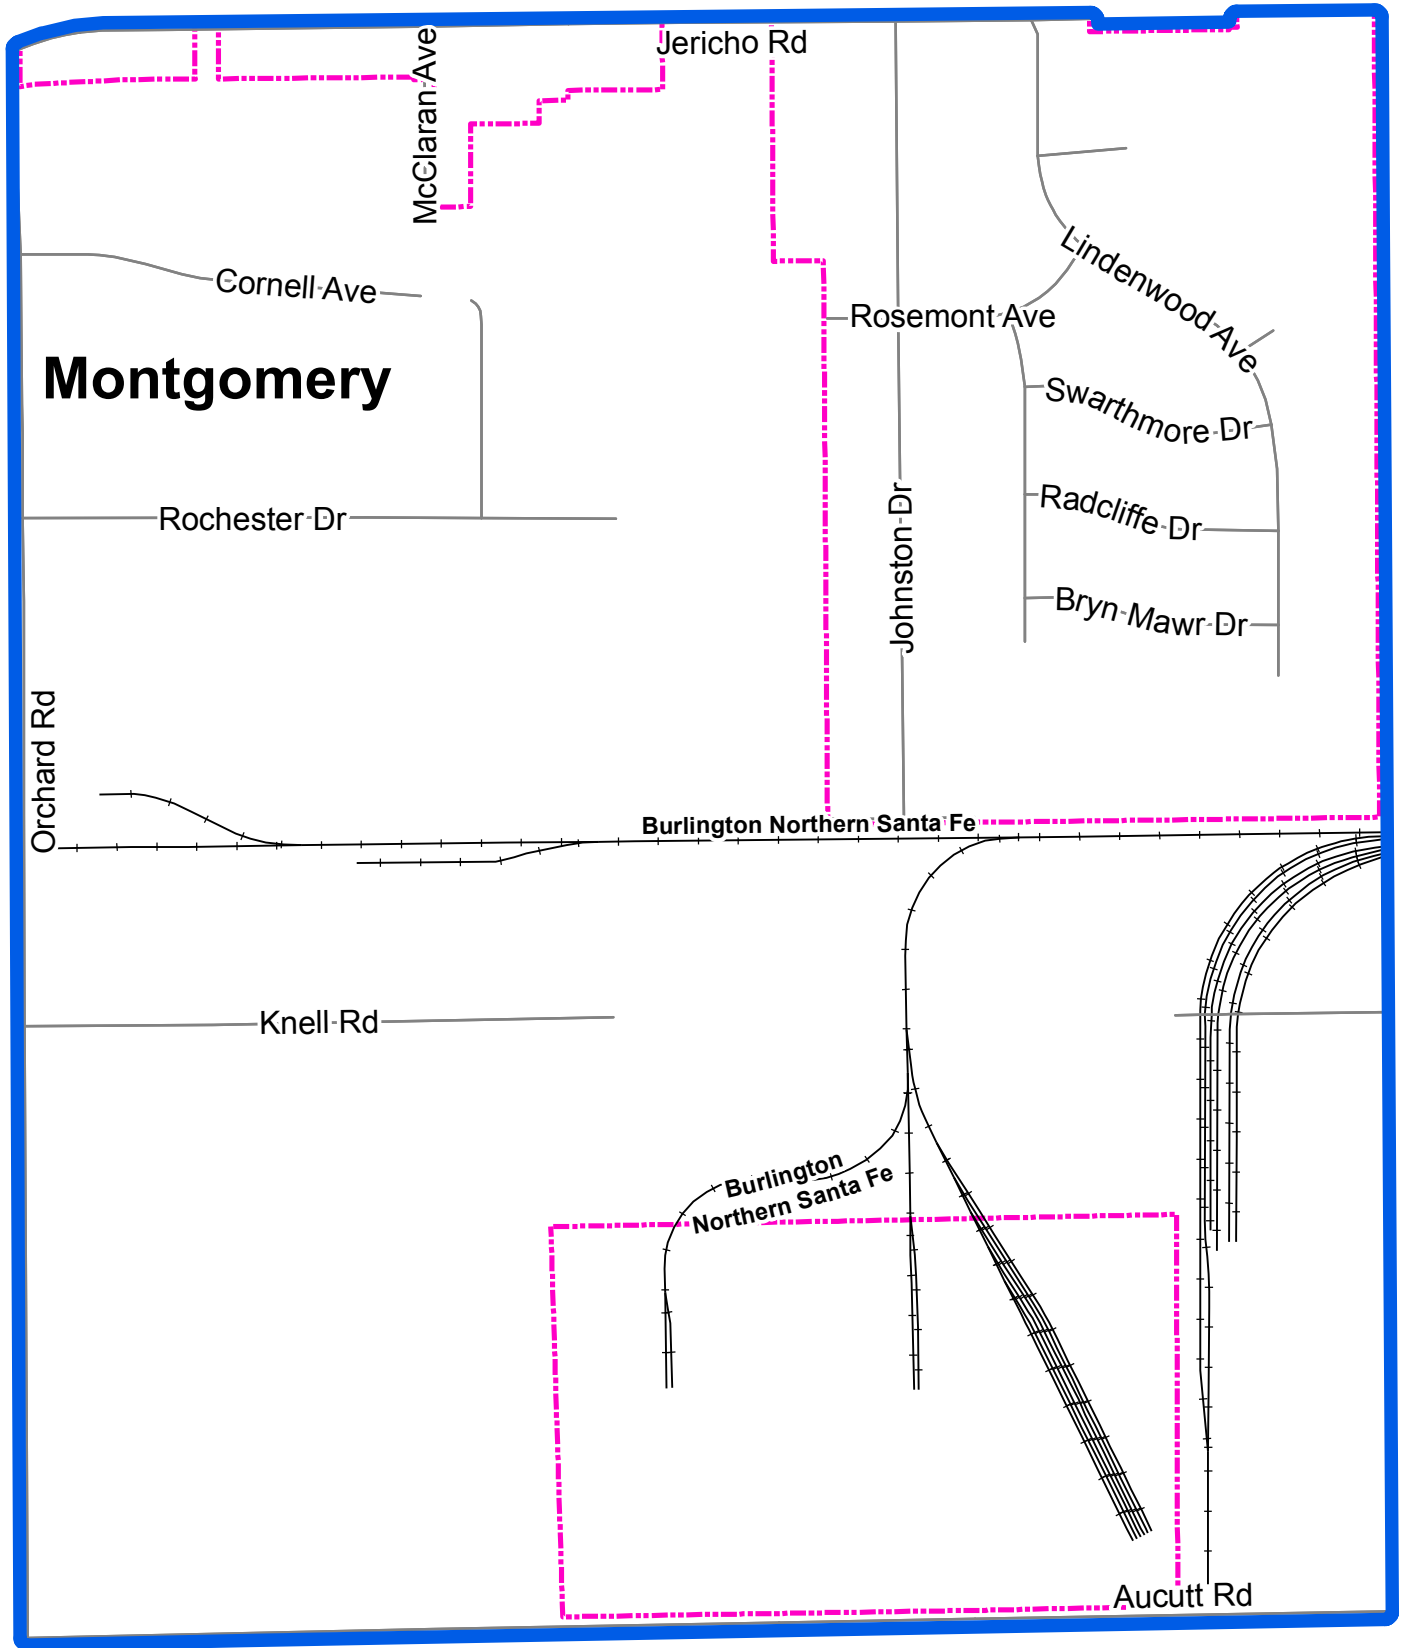 Jericho Rd
McClaran Ave
Lindenwood Ave
Cornell Ave
Rosemont Ave
Montgomery
Swarthmore Dr
Radcliffe Dr
Rochester Dr
Johnston Dr
Bryn Mawr Dr
Orchard Rd
Burlington Northern Santa Fe
Knell Rd
Burlington
Northern Santa Fe
Aucutt Rd